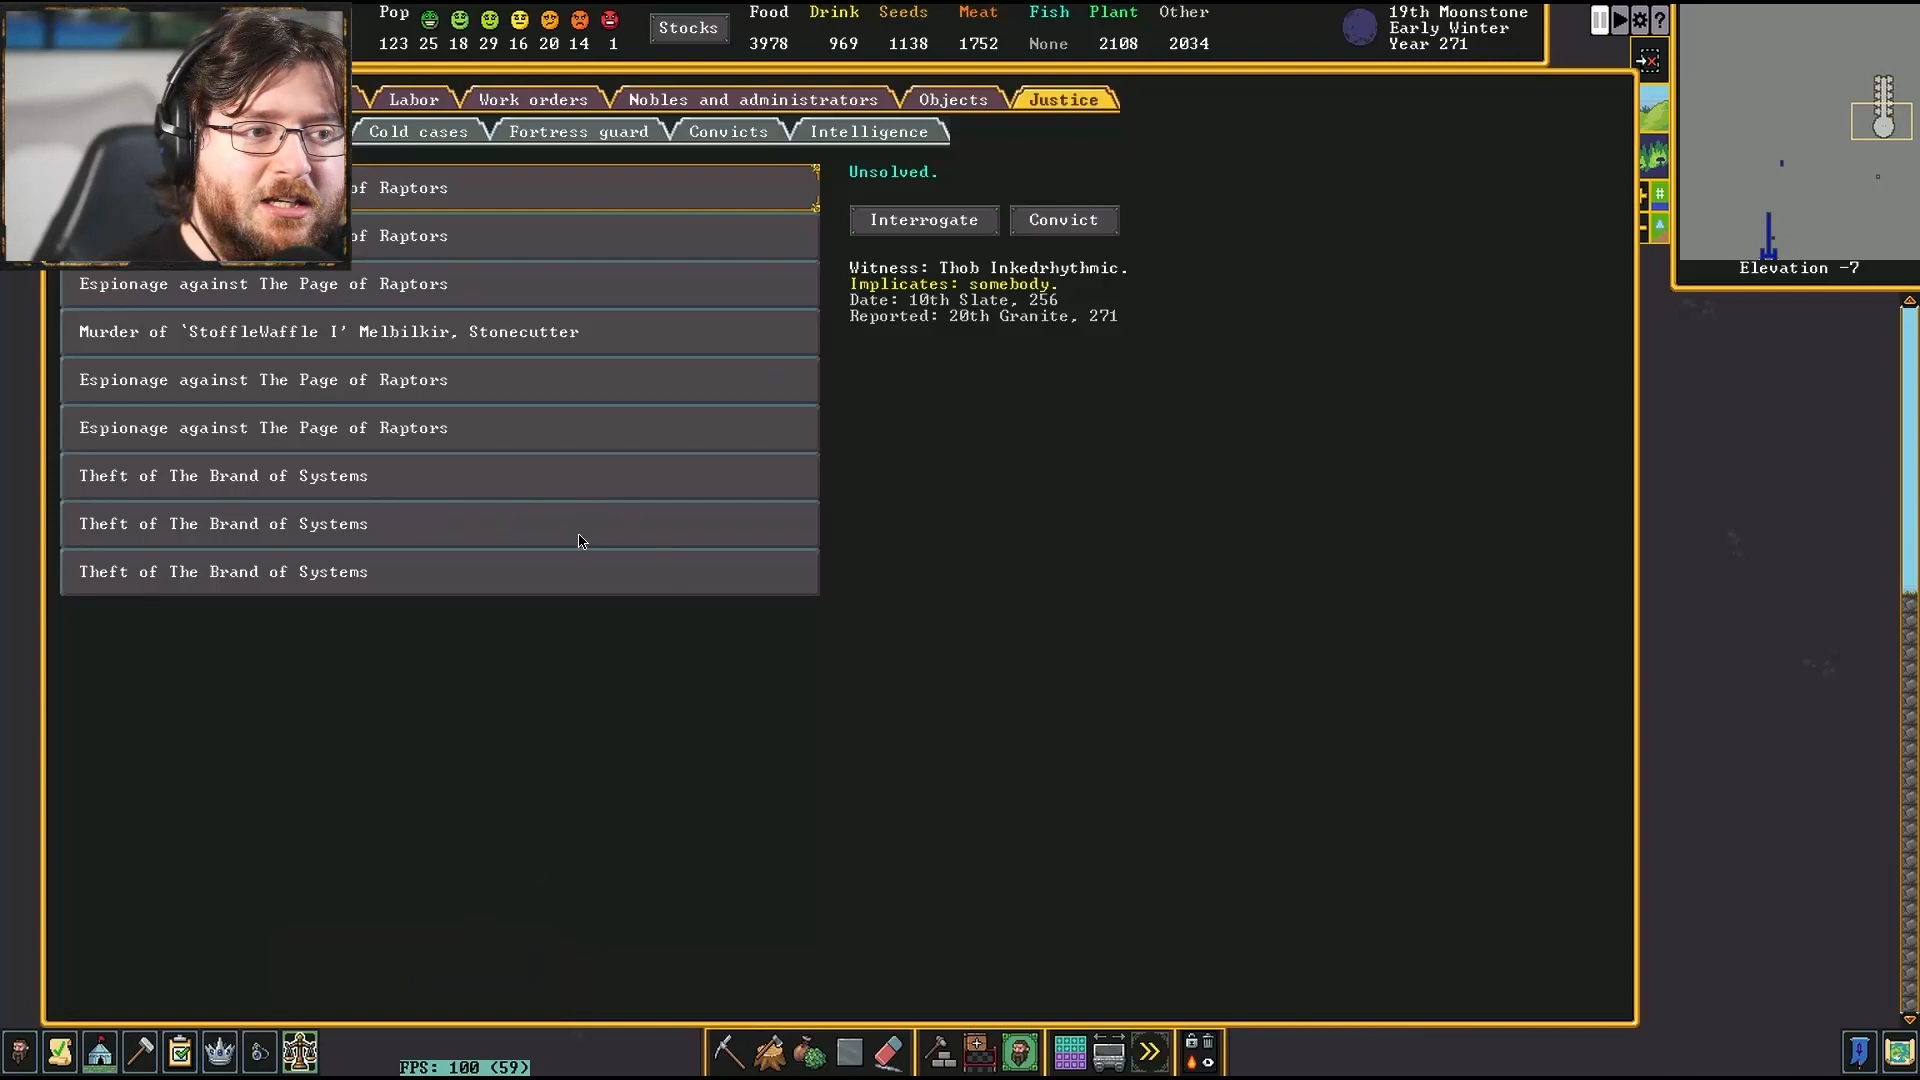 Pop
123 25 18 29 16 20 14 1
Stocks
Food Drink Seeds Meat Fish Plant Other
3978 969 1138 1752 None 2108 2034
19th Moonstone
Early Winter
Year 271
Labor Work orders Nobles and administrators Objects Justice
Cold cases Fortress guard Convicts Intelligence
of Raptors
of Raptors
Espionage against The Page of Raptors
Murder of `StoffleWaffle I' Melbilkir, Stonecutter
Espionage against The Page of Raptors
Espionage against The Page of Raptors
Theft of The Brand of Systems
Theft of The Brand of Systems
Theft of The Brand of Systems
Unsolved.
Interrogate Convict
Witness: Thob Inkedrhythmic.
Implicates: somebody.
Date: 10th Slate, 256
Reported: 20th Granite, 271
Elevation -7
FPS: 100 (59)